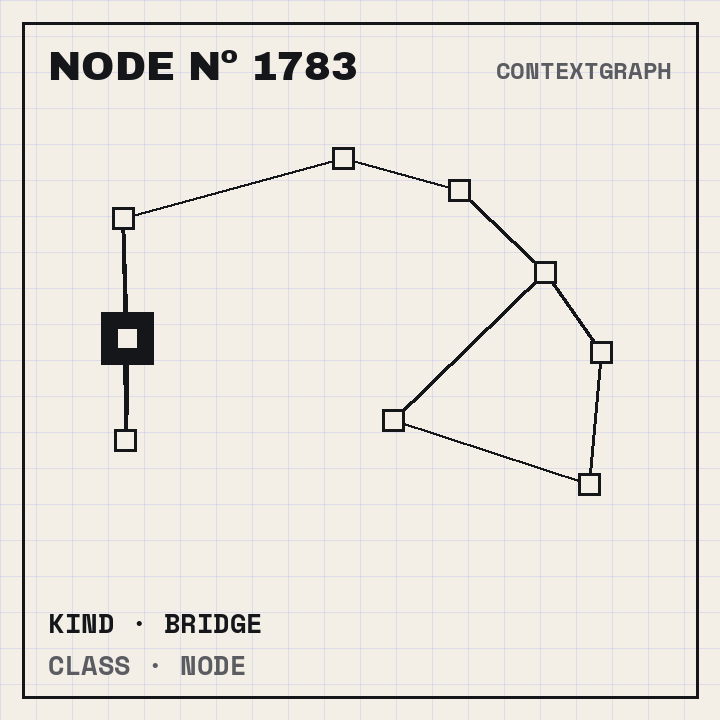 NODE Nº 1783
CONTEXTGRAPH
KIND · BRIDGE
CLASS · NODE